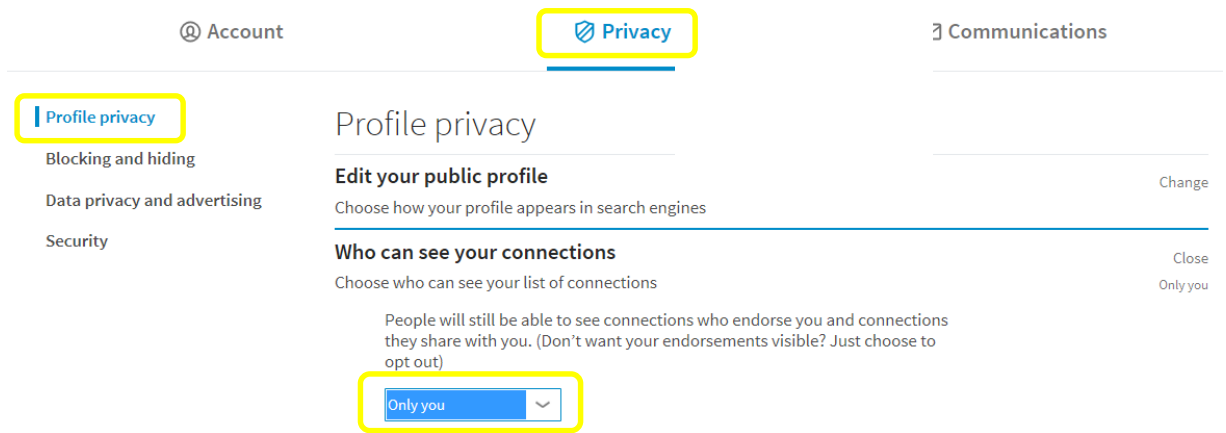 Account
Privacy
Communications
Profile privacy
Blocking and hiding
Data privacy and advertising
Security
Profile privacy
Edit your public profile
Change
Choose how your profile appears in search engines
Who can see your connections
Close
Choose who can see your list of connections
Only you
People will still be able to see connections who endorse you and connections
they share with you. (Don't want your endorsements visible? Just choose to
opt out)
Only you